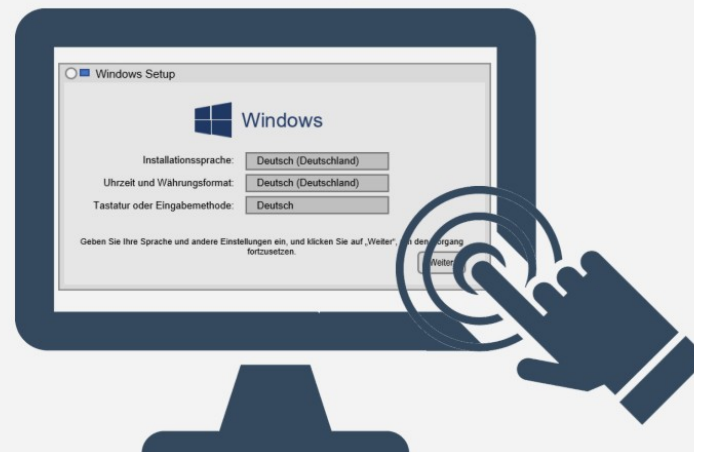 Windows Setup
Windows
Installationssprache: Deutsch (Deutschland)
Uhrzeit und Währungsformat: Deutsch (Deutschland)
Tastatur oder Eingabemethode: Deutsch
Geben Sie Ihre Sprache und andere Einstellungen ein, und klicken Sie auf „Weiter“, den Vorgang
fortzusetzen.
Weiter